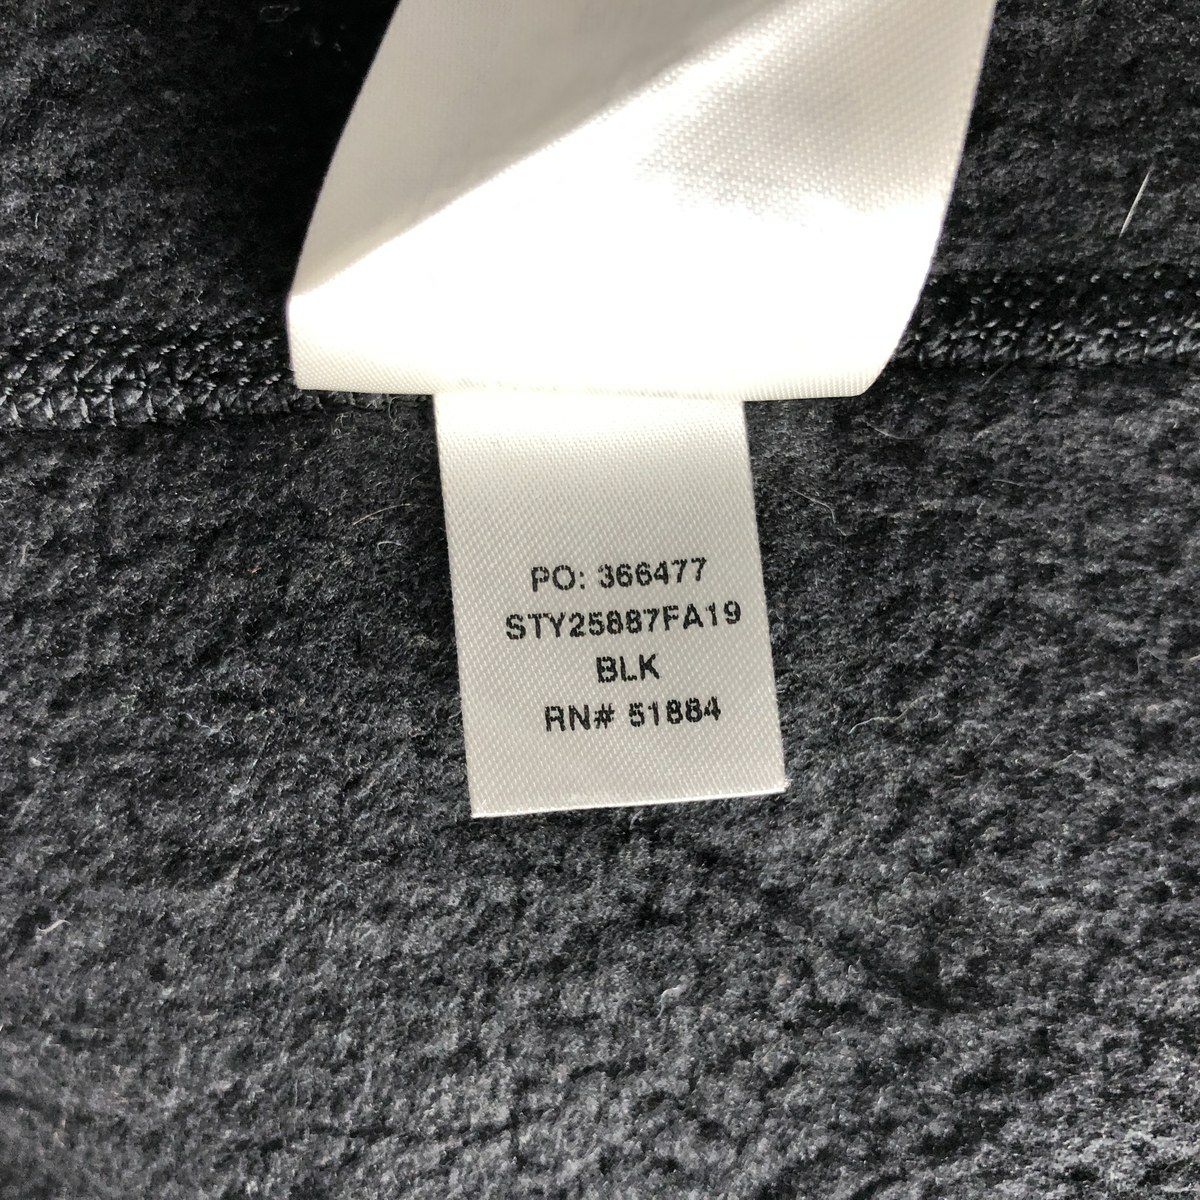 PO: 366477
STY25887FA19
BLK
RN# 51884